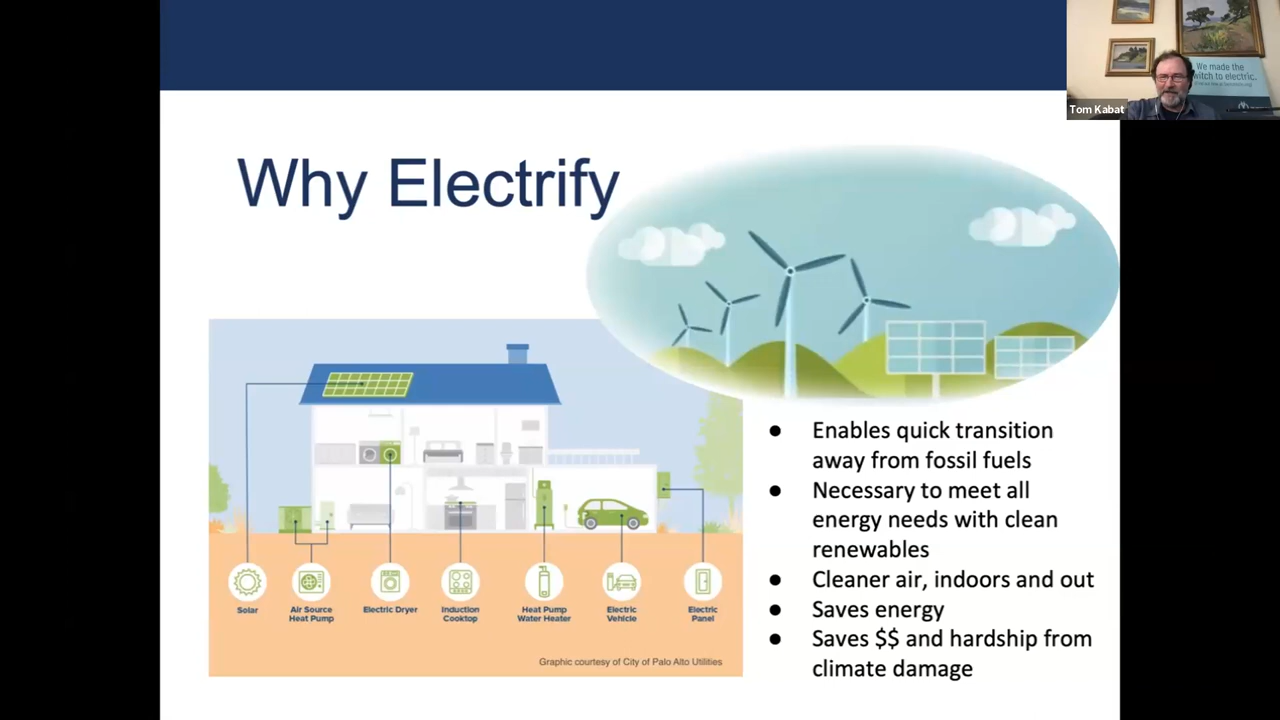 We made the
witch to electric.
Tom Kabat
Why Electrify
Enables quick transition
away from fossil fuels
Necessary to meet all
energy needs with clean
renewables
Cleaner air, indoors and out
Saves energy
Saves $$ and hardship from
climate damage
Solar
Air Source
Heat Pump
Electric Dryer
Induction
Cooktop
Heat Pump
Water Heater
Electric
Vehicle
Electric
Panel
Graphic courtesy of City of Palo Alto Utilities